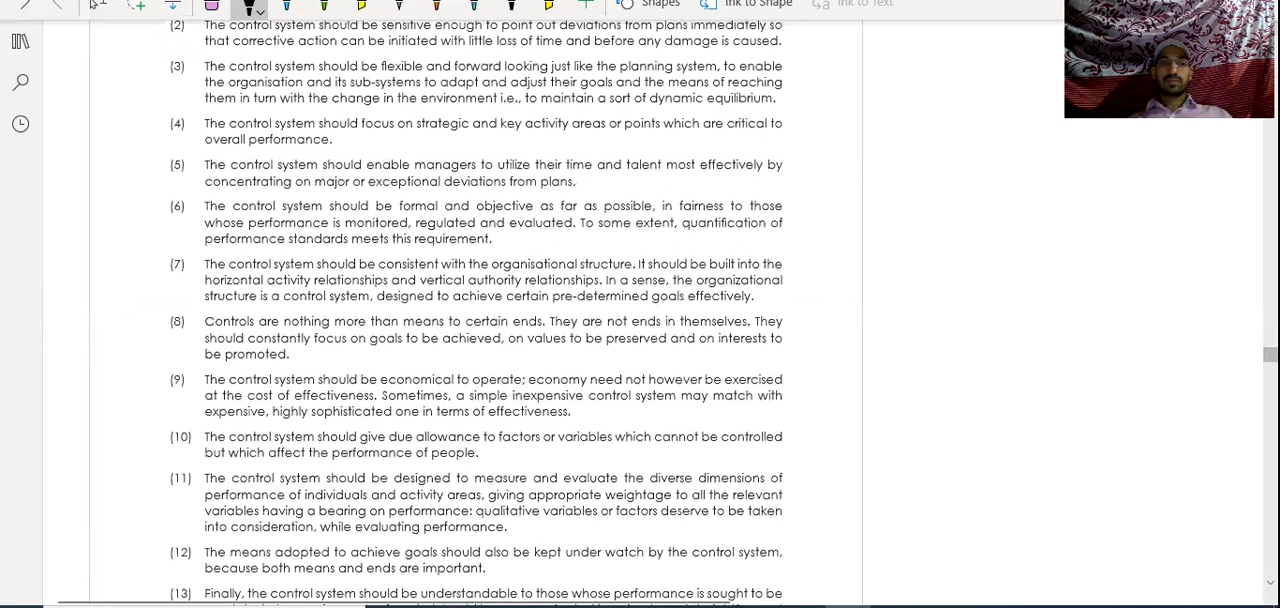 Shapes
Ink to Shape
Ink to Text
(2) The control system should be sensitive enough to point out deviations from plans immediately so
that corrective action can be initiated with little loss of time and before any damage is caused.
(3) The control system should be flexible and forward looking just like the planning system, to enable
the organisation and its sub-systems to adapt and adjust their goals and the means of reaching
them in turn with the change in the environment i.e., to maintain a sort of dynamic equilibrium.
(4) The control system should focus on strategic and key activity areas or points which are critical to
overall performance.
(5) The control system should enable managers to utilize their time and talent most effectively by
concentrating on major or exceptional deviations from plans.
(6) The control system should be formal and objective as far as possible, in fairness to those
whose performance is monitored, regulated and evaluated. To some extent, quantification of
performance standards meets this requirement.
(7) The control system should be consistent with the organisational structure. It should be built into the
horizontal activity relationships and vertical authority relationships. In a sense, the organizational
structure is a control system, designed to achieve certain pre-determined goals effectively.
(8) Controls are nothing more than means to certain ends. They are not ends in themselves. They
should constantly focus on goals to be achieved, on values to be preserved and on interests to
be promoted.
(9) The control system should be economical to operate; economy need not however be exercised
at the cost of effectiveness. Sometimes, a simple inexpensive control system may match with
expensive, highly sophisticated one in terms of effectiveness.
(10) The control system should give due allowance to factors or variables which cannot be controlled
but which affect the performance of people.
(11) The control system should be designed to measure and evaluate the diverse dimensions of
performance of individuals and activity areas, giving appropriate weightage to all the relevant
variables having a bearing on performance: qualitative variables or factors deserve to be taken
into consideration, while evaluating performance.
(12) The means adopted to achieve goals should also be kept under watch by the control system,
because both means and ends are important.
(13) Finally, the control system should be understandable to those whose performance is sought to be